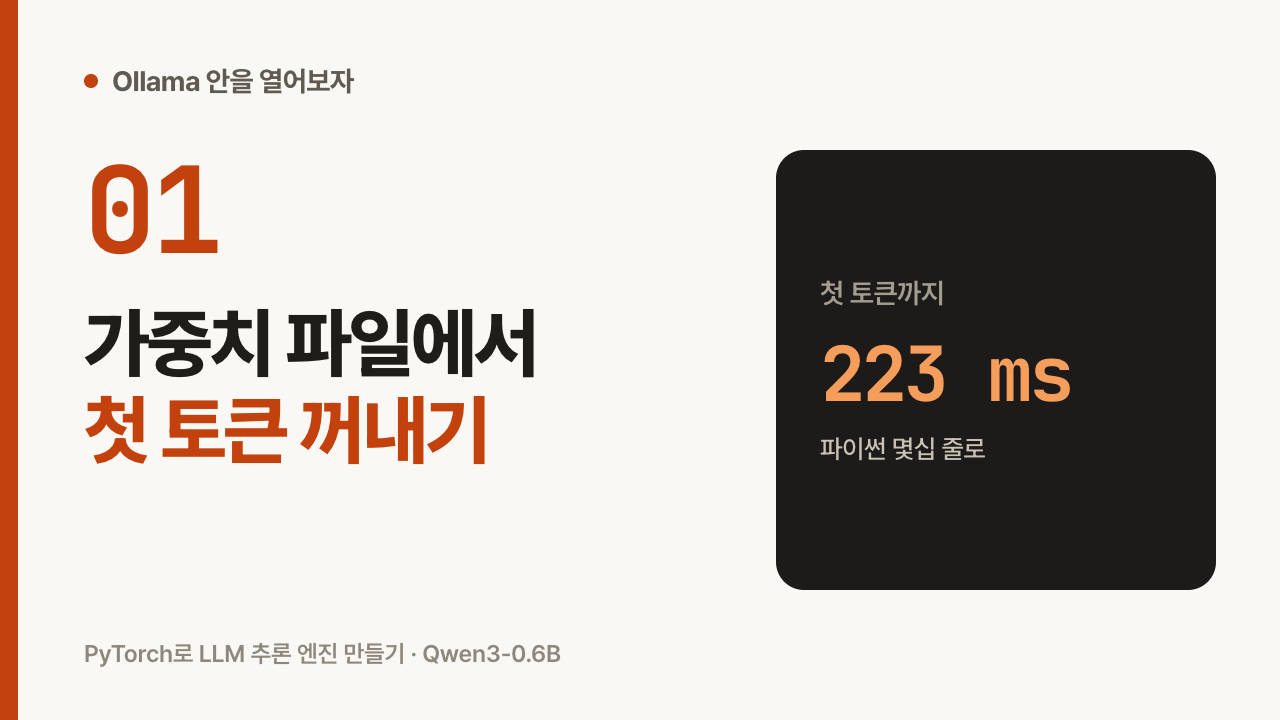 Ollama 안을 열어보자
01
가중치 파일에서
첫 토큰 꺼내기
첫 토큰까지
223 ms
파이썬 몇십 줄로
PyTorch로 LLM 추론 엔진 만들기 · Qwen3-0.6B